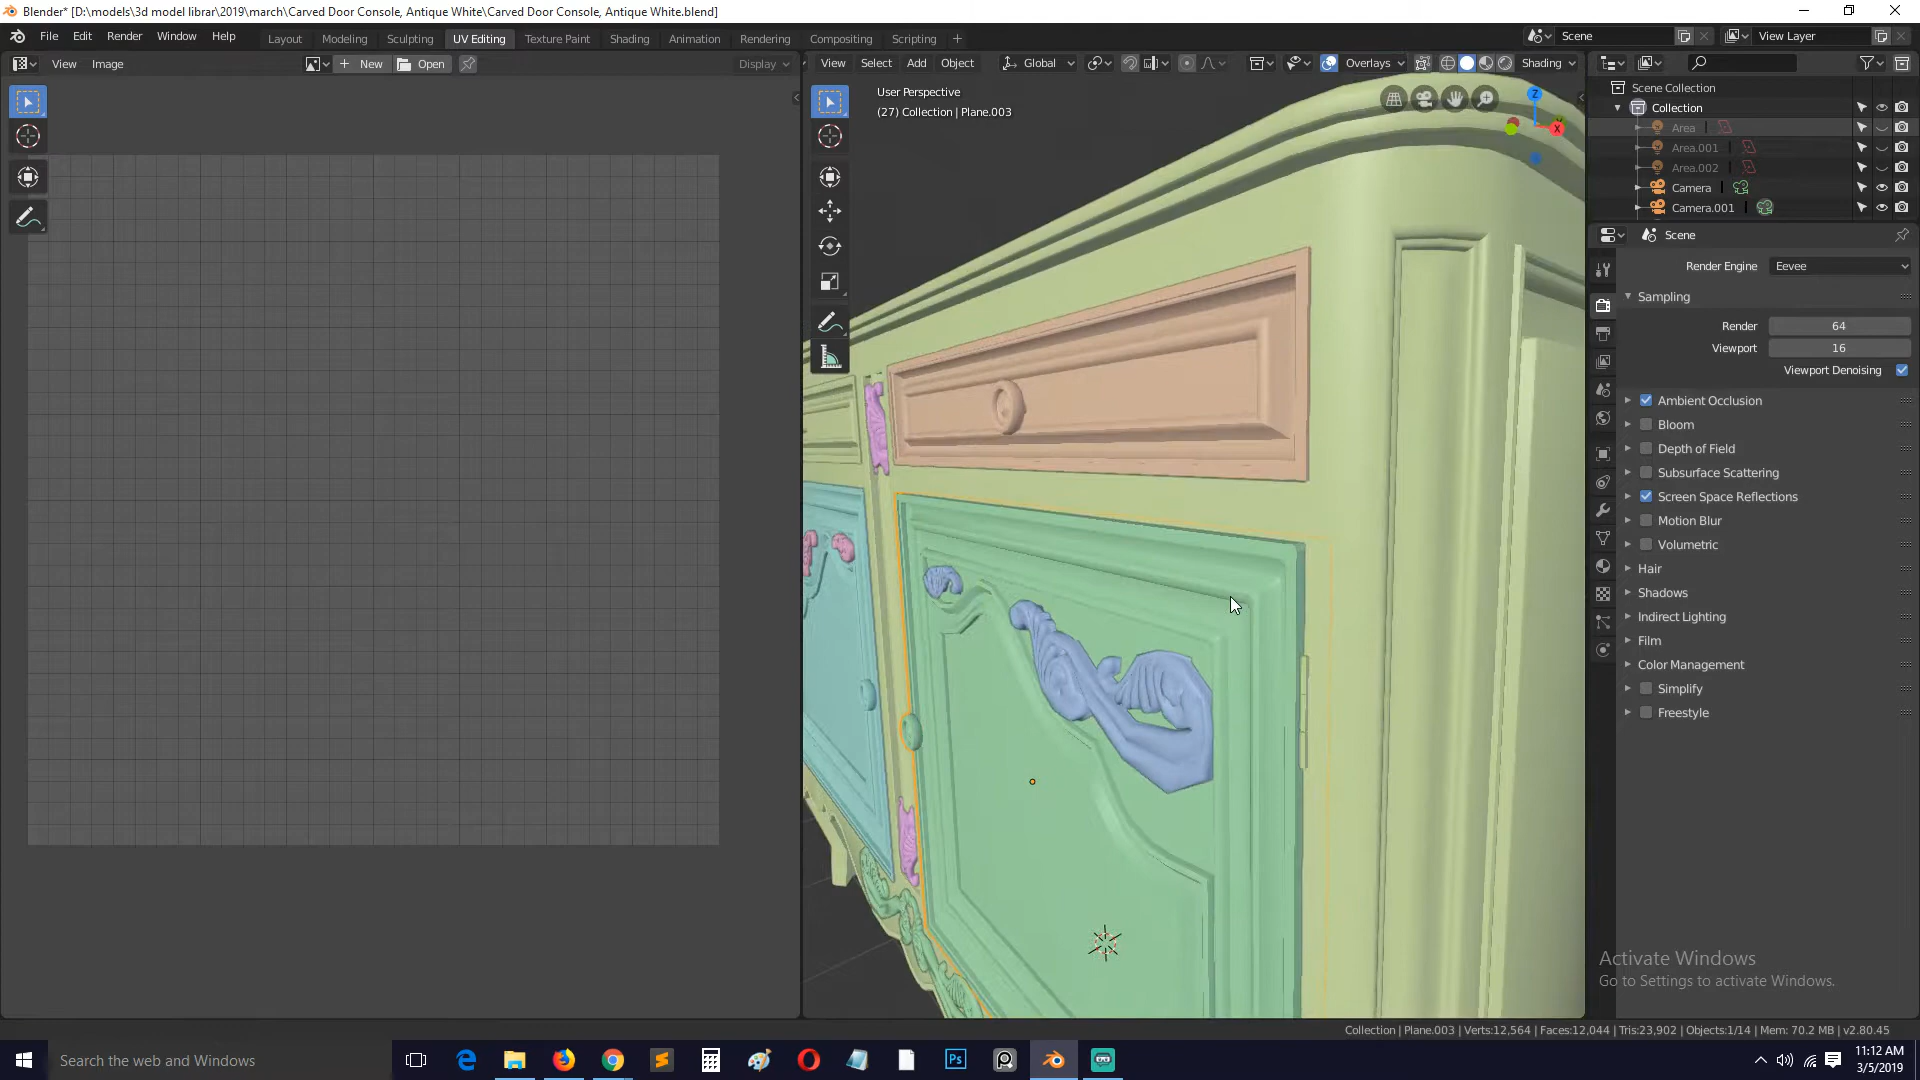 Blender* [D:\models\3d model librar\2019\march\Carved Door Console, Antique White\Carved Door Console, Antique White.blend]
File Edit Render Window Help Layout Modeling Sculpting UV Editing Texture Paint Shading Animation Rendering Compositing Scripting Scene View Layer
View Image New Open Display View Select Add Object Global Overlays Shading
User Perspective
(27) Collection | Plane.003
Z
X
Scene Collection
Collection
Area
Area.001
Area.002
Camera
Camera.001
Scene
Render Engine Eevee
Sampling
Render 64
Viewport 16
Viewport Denoising
Ambient Occlusion
Bloom
Depth of Field
Subsurface Scattering
Screen Space Reflections
Motion Blur
Volumetric
Hair
Shadows
Indirect Lighting
Film
Color Management
Simplify
Freestyle
Activate Windows
Go to Settings to activate Windows.
Collection | Plane.003 | Verts:12,564 | Faces:12,044 | Tris:23,902 | Objects:1/14 | Mem: 70.2 MB | v2.80.45
Search the web and Windows
Ps
11:12 AM
3/5/2019